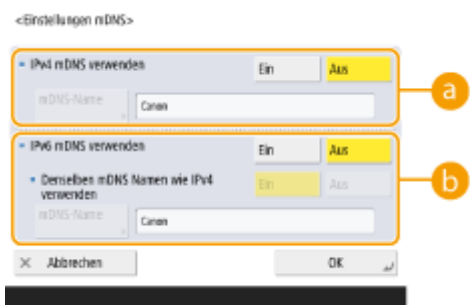 <Einstellungen mDNS>
IPv4 mDNS verwenden Ein Aus
a
mDNS-Name Canon
IPv6 mDNS verwenden Ein Aus
b
Denselben mDNS Namen wie IPv4 Ein Aus
verwenden
mDNS-Name Canon
Abbrechen OK